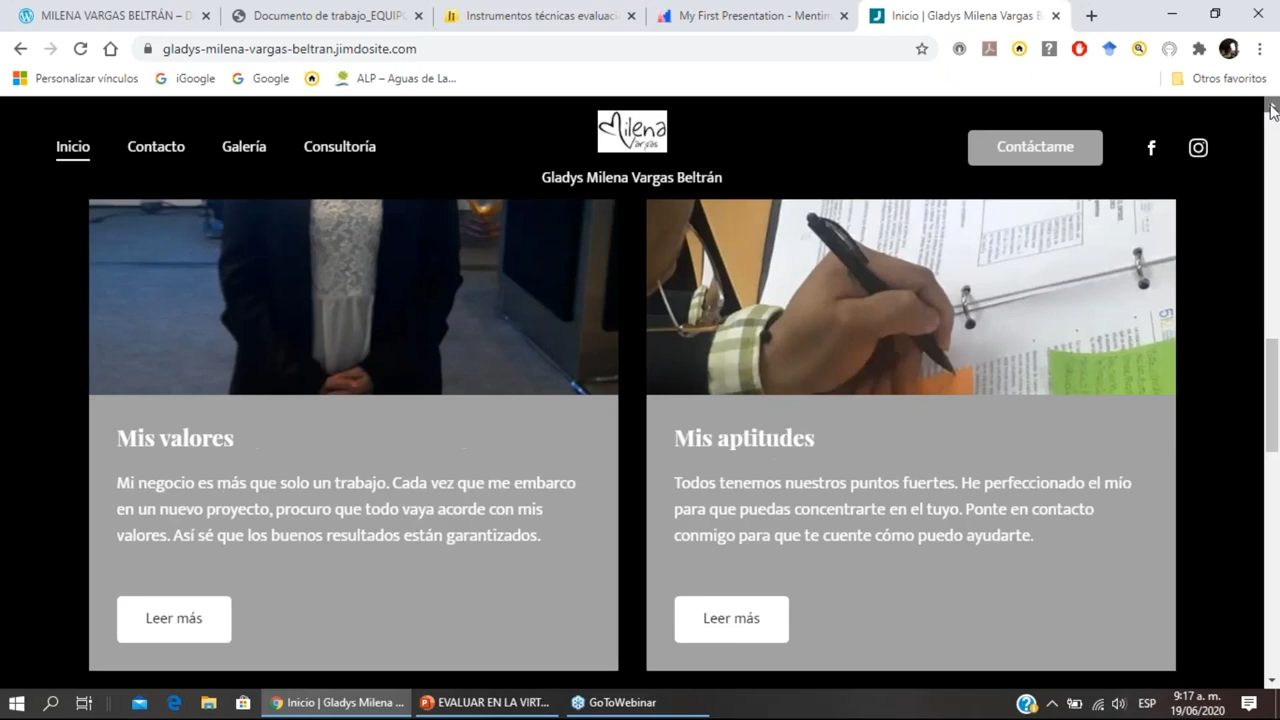 MILENA VARGAS BELTRÁN – D
Documento de trabajo_EQUIPO
Instrumentos técnicas evaluaci
My First Presentation - Mentim
Inicio | Gladys Milena Vargas B
gladys-milena-vargas-beltran.jimdosite.com
Personalizar vínculos
iGoogle
Google
ALP – Aguas de La...
Otros favoritos
Inicio
Contacto
Galería
Consultoría
Milena
Vargas
Gladys Milena Vargas Beltrán
Contáctame
Mis valores
Mi negocio es más que solo un trabajo. Cada vez que me embarco
en un nuevo proyecto, procuro que todo vaya acorde con mis
valores. Así sé que los buenos resultados están garantizados.
Leer más
Mis aptitudes
Todos tenemos nuestros puntos fuertes. He perfeccionado el mío
para que puedas concentrarte en el tuyo. Ponte en contacto
conmigo para que te cuente cómo puedo ayudarte.
Leer más
Inicio | Gladys Milena ...
EVALUAR EN LA VIRT...
GoToWebinar
ESP
9:17 a. m.
19/06/2020